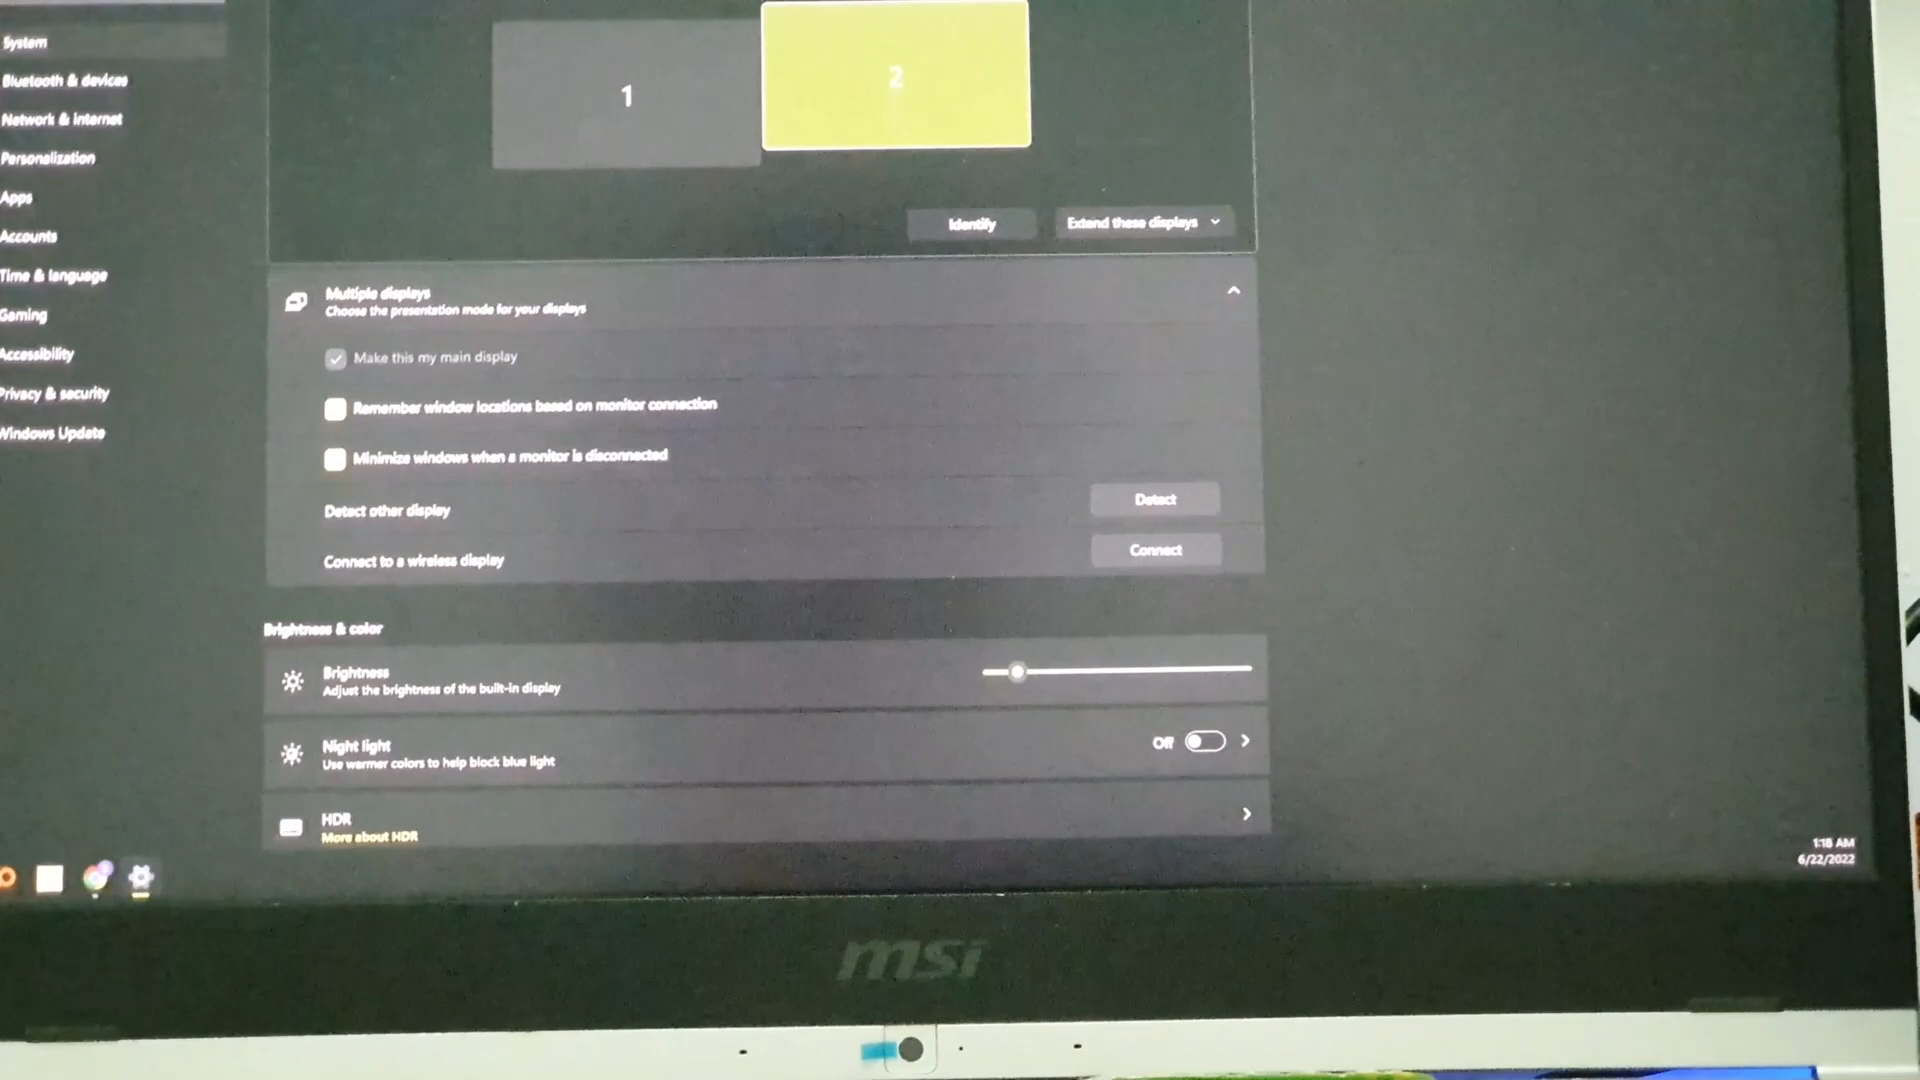 System
Bluetooth & devices
Network & internet
Personalization
Apps
Accounts
Time & language
Gaming
Accessibility
Privacy & security
Windows Update
1
2
Identify
Extend these displays
Multiple displays
Choose the presentation mode for your displays
Make this my main display
Remember window locations based on monitor connection
Minimize windows when a monitor is disconnected
Detect other display
Detect
Connect to a wireless display
Connect
Brightness & color
Brightness
Adjust the brightness of the built-in display
Night light
Use warmer colors to help block blue light
Off
HDR
More about HDR
1:18 AM
6/22/2022
msi